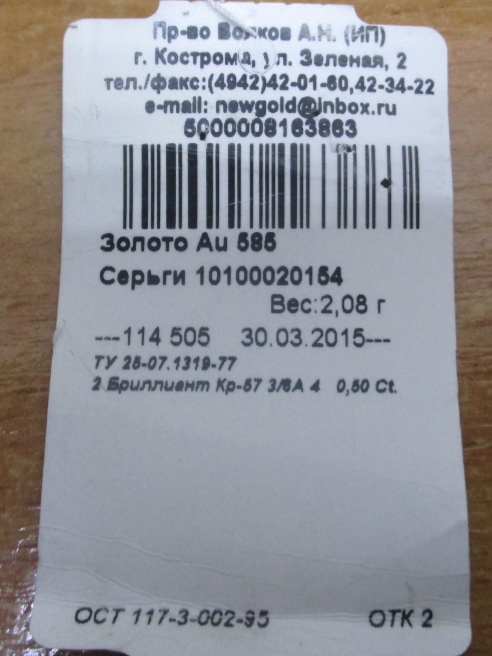 Пр-во Волков А.Н. (ИП)
г. Кострома, ул. Зеленая, 2
тел./факс:(4942)42-01-60,42-34-22
e-mail: newgold@inbox.ru
5000008163863
Золото Au 585
Серьги 10100020154
Вес:2,08 г
---114 505 30.03.2015---
ТУ 25-07.1319-77
2 Бриллиант Кр-57 3/6А 4 0,50 Ct.
ОСТ 117-3-002-95 ОТК 2